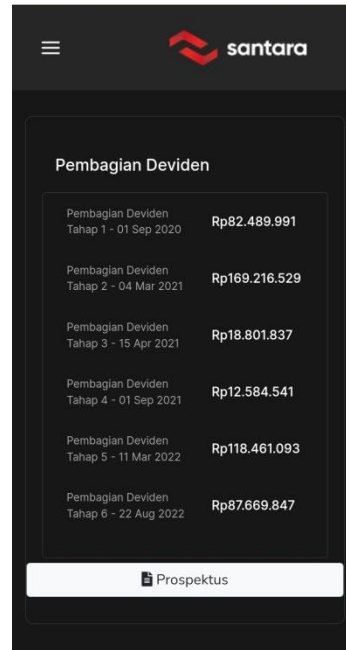 santara
Pembagian Deviden
Pembagian Deviden
Tahap 1 - 01 Sep 2020
Rp82.489.991
Pembagian Deviden
Tahap 2 - 04 Mar 2021
Rp169.216.529
Pembagian Deviden
Tahap 3 - 15 Apr 2021
Rp18.801.837
Pembagian Deviden
Tahap 4 - 01 Sep 2021
Rp12.584.541
Pembagian Deviden
Tahap 5 - 11 Mar 2022
Rp118.461.093
Pembagian Deviden
Tahap 6 - 22 Aug 2022
Rp87.669.847
Prospektus